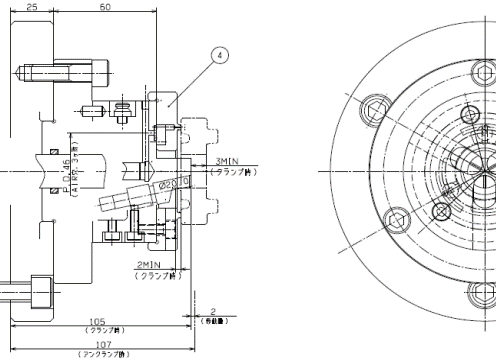 25
60
4
3MIN
(クランプ時)
P.D.46
2MIN
(クランプ時)
105
(クランプ時)
2
(移動量)
107
(アンクランプ時)